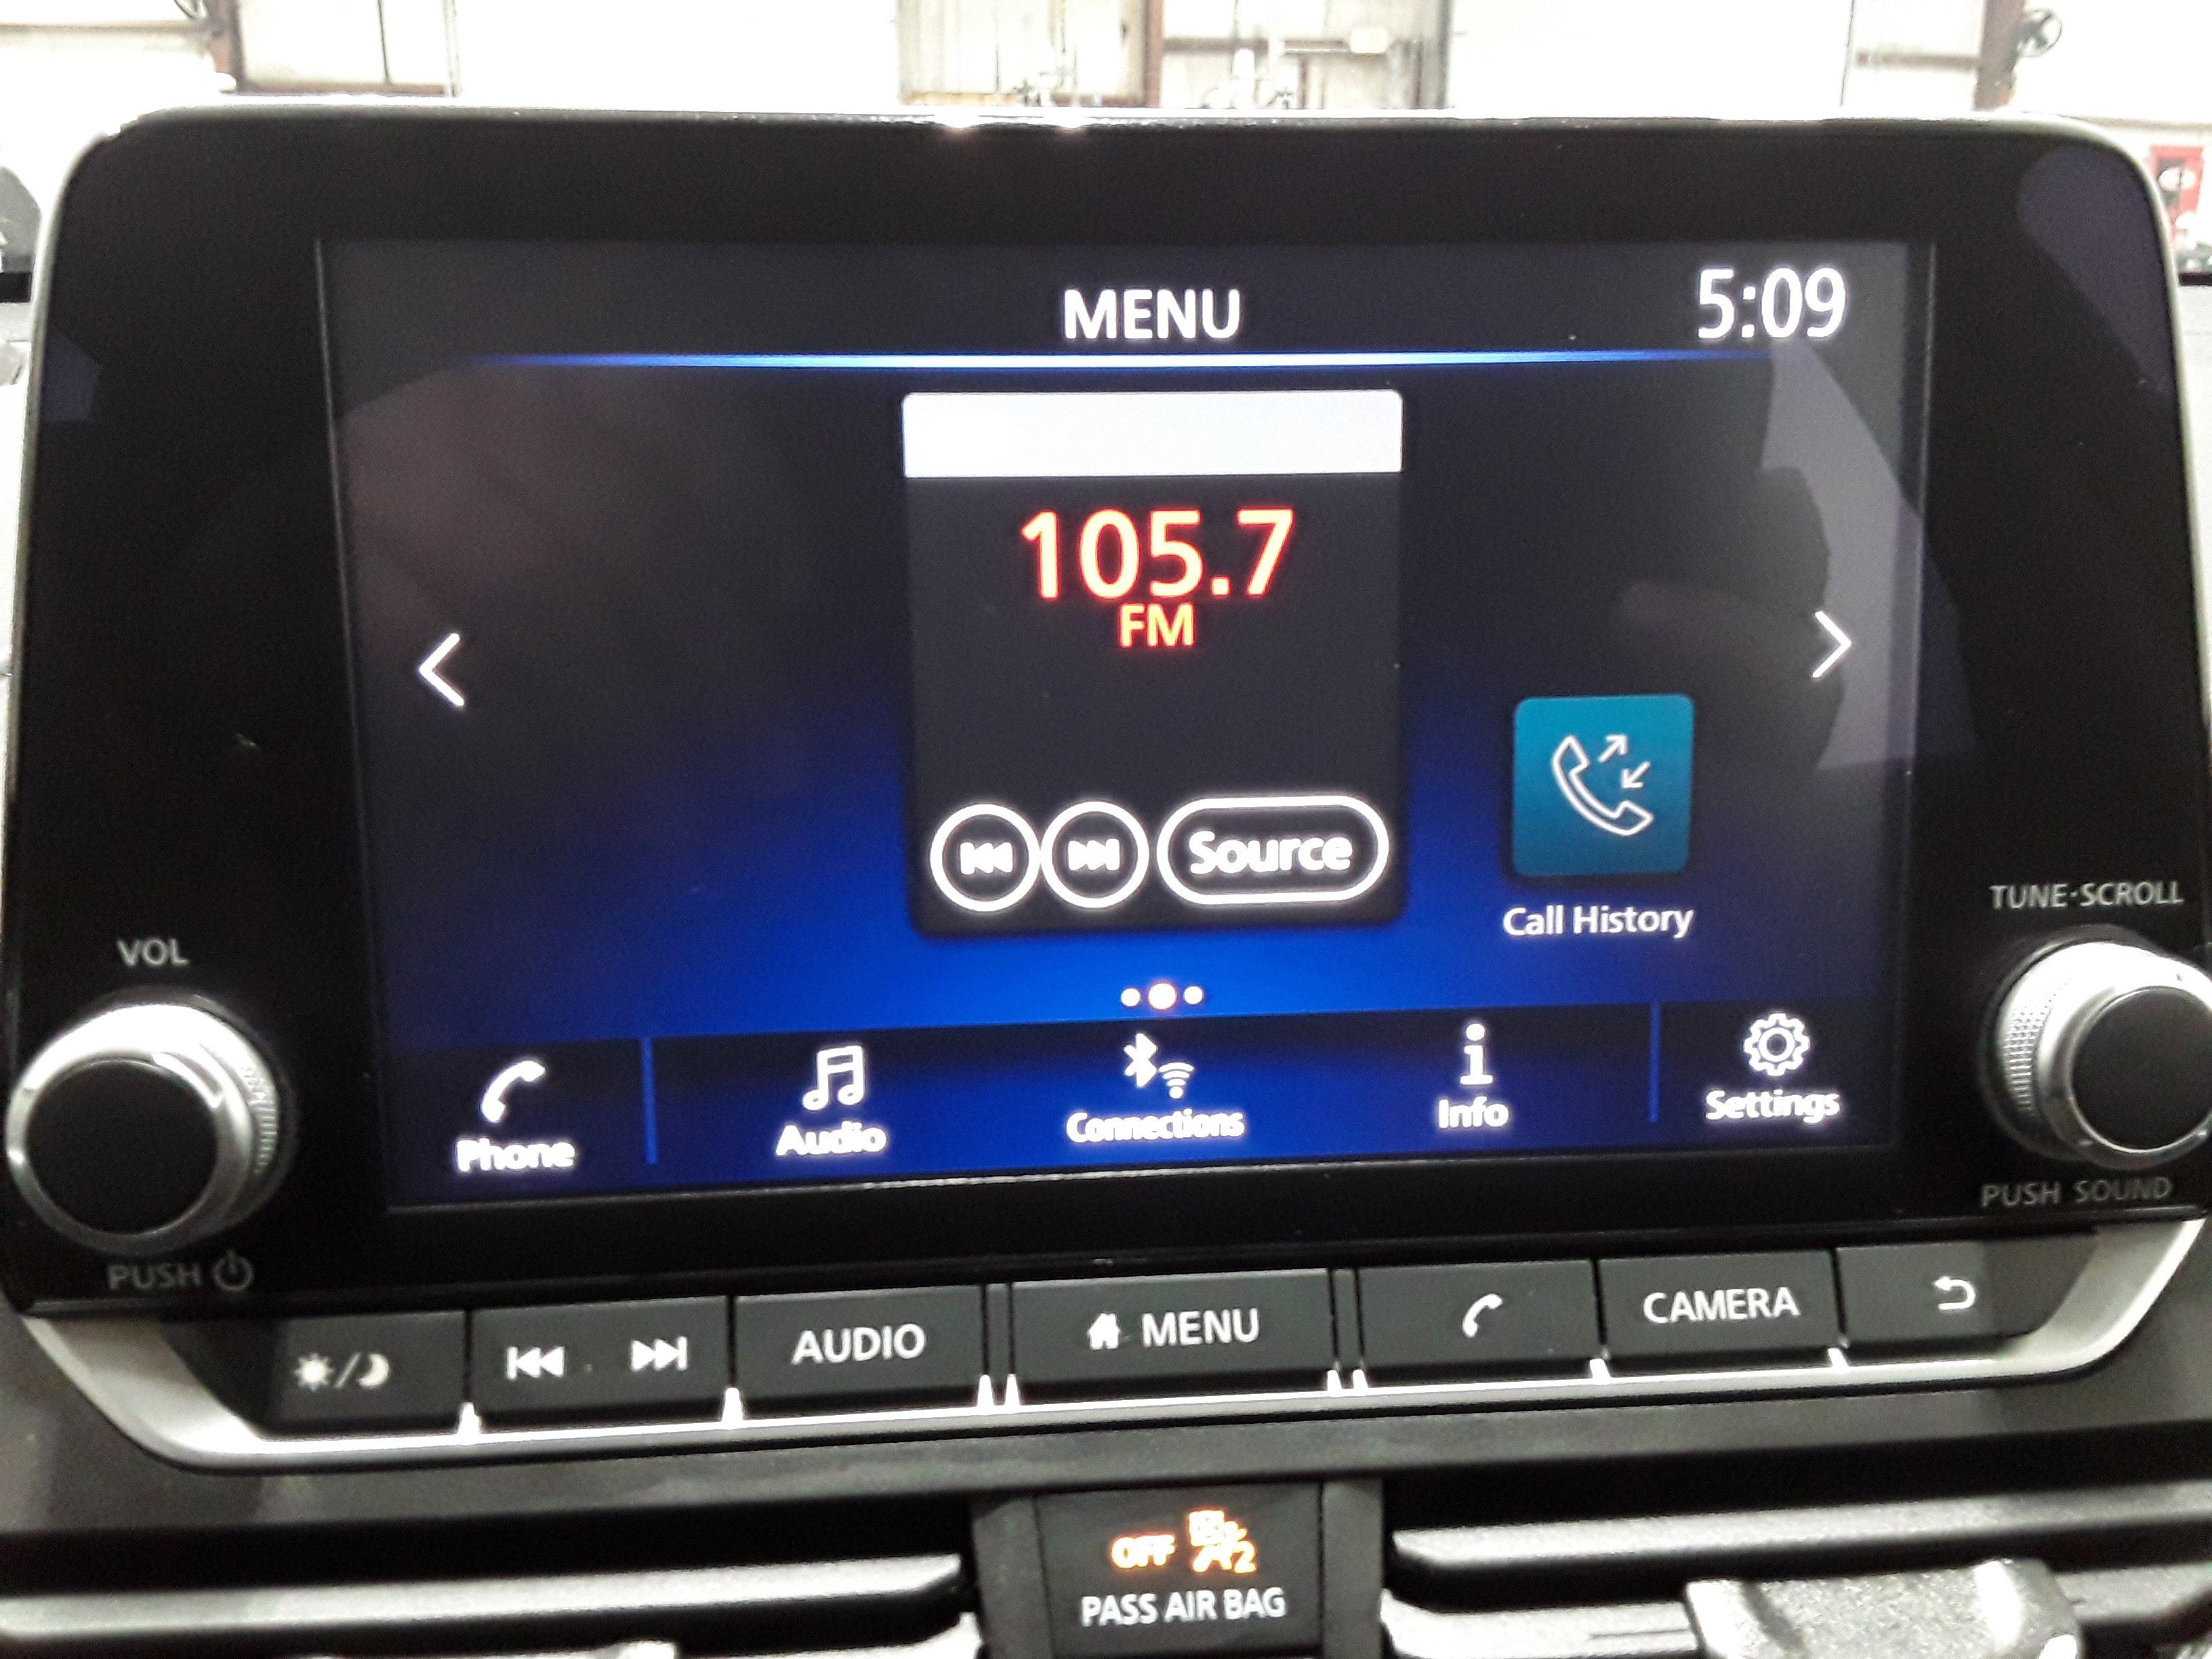 MENU
5:09
105.7
FM
Source
Call History
TUNE·SCROLL
VOL
Phone
Audio
Connections
Info
Settings
PUSH SOUND
PUSH
AUDIO
MENU
CAMERA
OFF 2
PASS AIR BAG